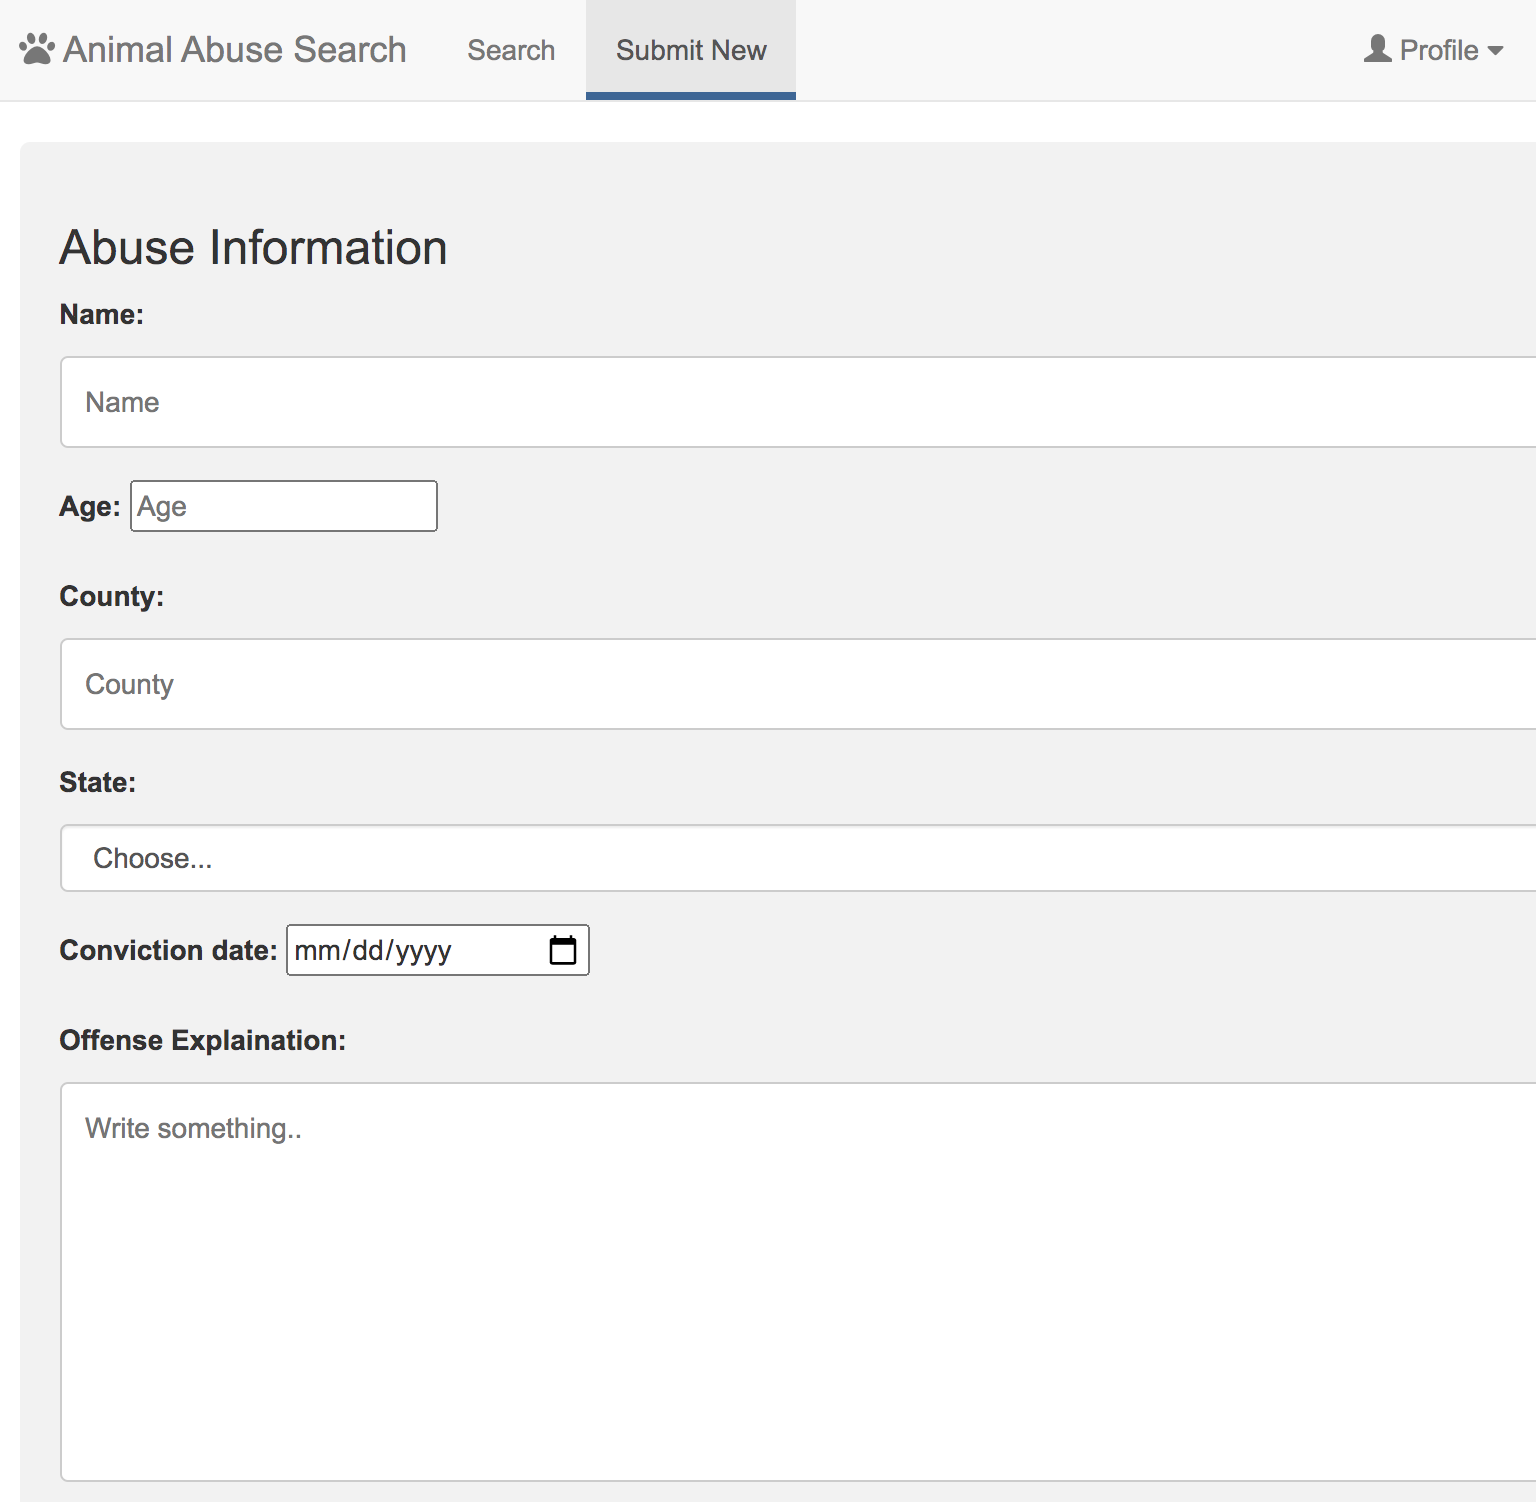 Animal Abuse Search Search Submit New Profile
Abuse Information
Name:
Name
Age: Age
County:
County
State:
Choose...
Conviction date: mm/dd/yyyy
Offense Explaination:
Write something..